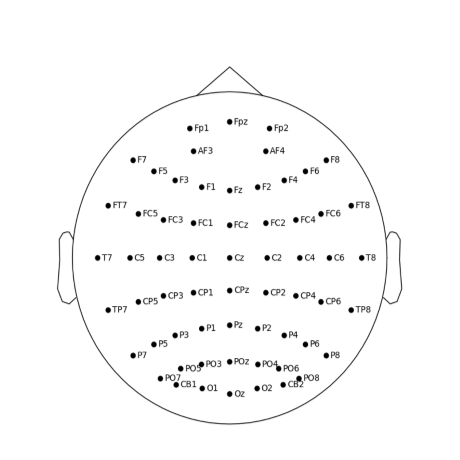 Fpz
Fp1 Fp2
AF3 AF4
F7 F8
F5 F6
F3 F4
F1 Fz F2
FT7 FT8
FC5 FC6
FC3 FC1 FCz FC2 FC4
T7 C5 C3 C1 Cz C2 C4 C6 T8
CP3 CP1 CPz CP2 CP4
CP5 CP6
TP7 TP8
P1 Pz P2
P3 P4
P5 P6
P7 P8
PO3 POz PO4
PO5 PO6
PO7 PO8
CB1 CB2
O1 O2
Oz